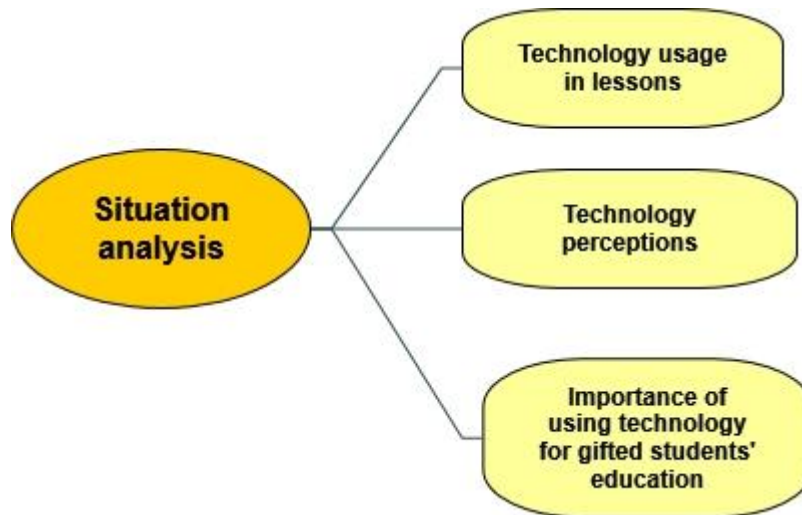 Technology usage
in lessons
Situation
analysis
Technology
perceptions
Importance of
using technology
for gifted students'
education